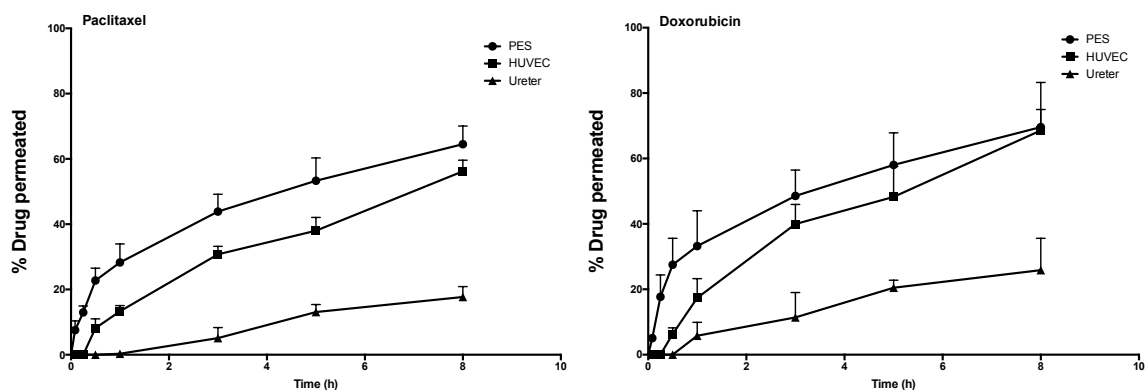 Paclitaxel
PES
HUVEC
Ureter
% Drug permeated
100
80
60
40
20
0
0 2 4 6 8 10
Time (h)
Doxorubicin
PES
HUVEC
Ureter
% Drug permeated
100
80
60
40
20
0
0 2 4 6 8 10
Time (h)